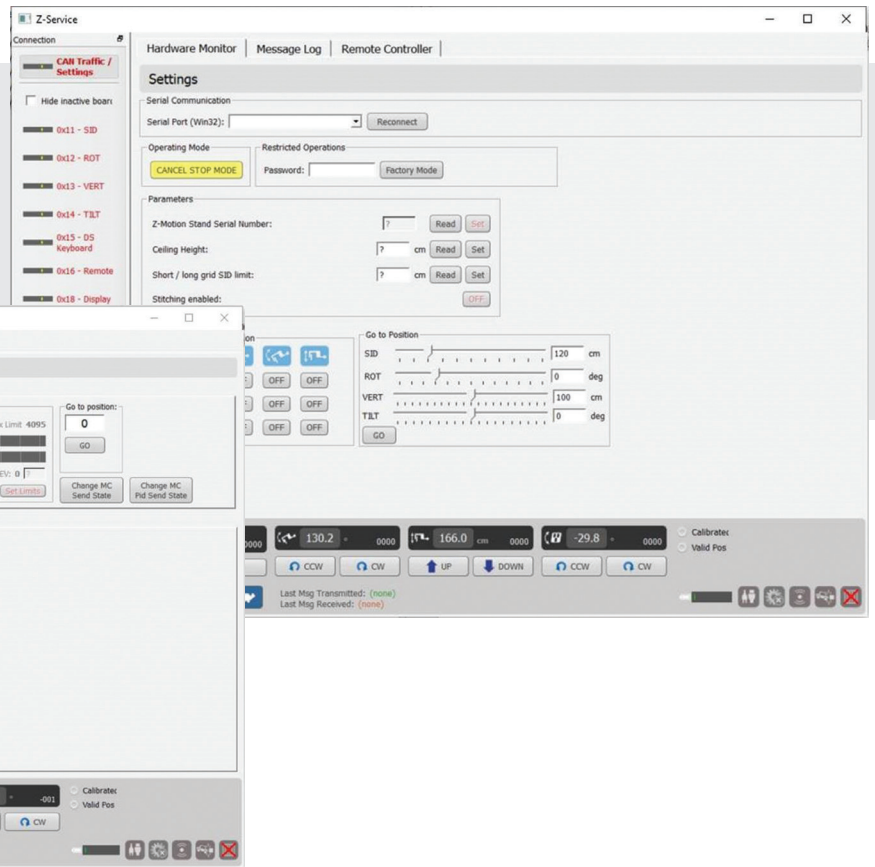 Z-Service
Connection
CAN Traffic / Settings
Hide inactive board
0x11 - SID
0x12 - ROT
0x13 - VERT
0x14 - TILT
0x15 - DS Keyboard
0x16 - Remote
0x18 - Display
Hardware Monitor
Message Log
Remote Controller
Settings
Serial Communication
Serial Port (Win32):
Reconnect
Operating Mode
CANCEL STOP MODE
Restricted Operations
Password:
Factory Mode
Parameters
Z-Motion Stand Serial Number: ? Read Set
Ceiling Height: ? cm Read Set
Short / long grid SID limit: ? cm Read Set
Stitching enabled: OFF
OFF OFF
OFF OFF
OFF OFF
Go to Position
SID 120 cm
ROT 0 deg
VERT 100 cm
TILT 0 deg
GO
Limit 4095
EV: 0 ?
Set Limits
Go to position:
0
GO
Change MC Send State
Change MC Pid Send State
0000
130.2 ° 0000
166.0 cm 0000
-29.8 ° 0000
CCW
CW
UP
DOWN
CCW
CW
Calibratec
Valid Pos
Last Msg Transmitted: (none)
Last Msg Received: (none)
° -001
CW
Calibratec
Valid Pos